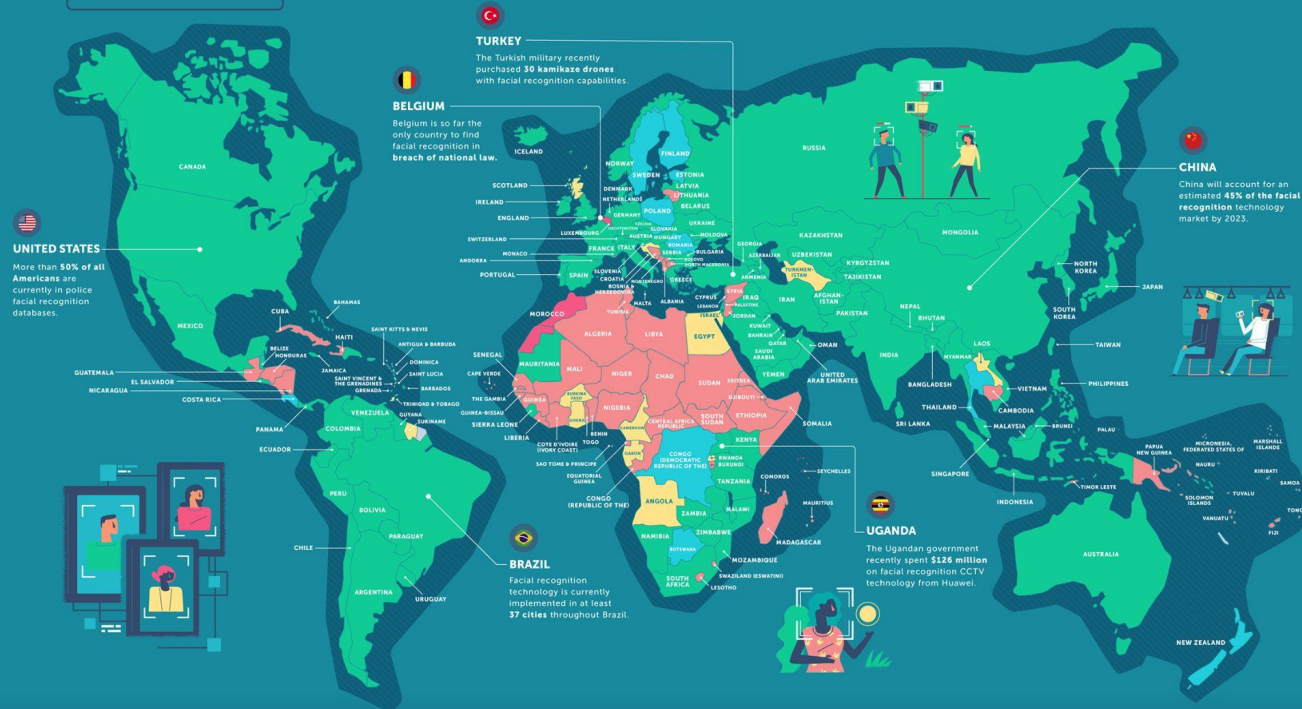 TURKEY
The Turkish military recently
purchased 30 kamikaze drones
with facial recognition capabilities.
BELGIUM
Belgium is so far the
only country to find
facial recognition in
breach of national law.
CHINA
China will account for an
estimated 45% of the facial
recognition technology
market by 2023.
UNITED STATES
More than 50% of all
Americans are
currently in police
facial recognition
databases.
BRAZIL
Facial recognition
technology is currently
implemented in at least
37 cities throughout Brazil.
UGANDA
The Ugandan government
recently spent $126 million
on facial recognition CCTV
technology from Huawei.
CANADA
MEXICO
CUBA
BAHAMAS
HAITI
BELIZE
HONDURAS
JAMAICA
GUATEMALA
EL SALVADOR
NICARAGUA
COSTA RICA
PANAMA
SAINT KITTS & NEVIS
ANTIGUA & BARBUDA
DOMINICA
SAINT LUCIA
SAINT VINCENT &
THE GRENADINES
GRENADA
BARBADOS
TRINIDAD & TOBAGO
VENEZUELA
GUYANA
SURINAME
COLOMBIA
ECUADOR
PERU
BOLIVIA
PARAGUAY
CHILE
ARGENTINA
URUGUAY
ICELAND
NORWAY
SWEDEN
FINLAND
ESTONIA
LATVIA
LITHUANIA
BELARUS
SCOTLAND
IRELAND
ENGLAND
DENMARK
NETHERLANDS
GERMANY
POLAND
LUXEMBOURG
LIECHTENSTEIN
UKRAINE
SLOVAKIA
AUSTRIA
HUNGARY
MOLDOVA
SWITZERLAND
FRANCE
ITALY
ROMANIA
SERBIA
BULGARIA
MONACO
KOSOVO
NORTH MACEDONIA
ANDORRA
PORTUGAL
SPAIN
SLOVENIA
CROATIA
BOSNIA &
HERZEGOVINA
MONTENEGRO
GREECE
MALTA
ALBANIA
TUNISIA
CYPRUS
LEBANON
SYRIA
PALESTINE
ISRAEL
JORDAN
IRAQ
GEORGIA
AZERBAIJAN
ARMENIA
RUSSIA
KAZAKHSTAN
UZBEKISTAN
TURKMEN-
ISTAN
KYRGYZSTAN
TAJIKISTAN
AFGHAN-
ISTAN
IRAN
PAKISTAN
MONGOLIA
NORTH
KOREA
SOUTH
KOREA
JAPAN
TAIWAN
NEPAL
BHUTAN
INDIA
BANGLADESH
SRI LANKA
MYANMAR
LAOS
THAILAND
VIETNAM
CAMBODIA
MALAYSIA
BRUNEI
SINGAPORE
INDONESIA
PHILIPPINES
PALAU
TIMOR LESTE
PAPUA
NEW GUINEA
MICRONESIA,
FEDERATED STATES OF
MARSHALL
ISLANDS
NAURU
KIRIBATI
SOLOMON
ISLANDS
TUVALU
SAMOA
VANUATU
FIJI
AUSTRALIA
NEW ZEALAND
KUWAIT
BAHRAIN
QATAR
SAUDI
ARABIA
OMAN
UNITED
ARAB EMIRATES
YEMEN
MOROCCO
ALGERIA
LIBYA
EGYPT
MAURITANIA
MALI
NIGER
CHAD
SUDAN
ERITREA
DJIBOUTI
ETHIOPIA
SOMALIA
SENEGAL
CAPE VERDE
THE GAMBIA
GUINEA-BISSAU
GUINEA
SIERRA LEONE
LIBERIA
COTE D'IVOIRE
(IVORY COAST)
BURKINA
FASO
GHANA
TOGO
BENIN
NIGERIA
CAMEROON
CENTRAL AFRICA
REPUBLIC
SOUTH
SUDAN
SAO TOME & PRINCIPE
EQUATORIAL
GUINEA
GABON
CONGO
(REPUBLIC OF THE)
CONGO
(DEMOCRATIC
REPUBLIC OF THE)
KENYA
RWANDA
BURUNDI
TANZANIA
ANGOLA
ZAMBIA
MALAWI
COMOROS
SEYCHELLES
MAURITIUS
MADAGASCAR
NAMIBIA
BOTSWANA
ZIMBABWE
MOZAMBIQUE
SWAZILAND (ESWATINI)
LESOTHO
SOUTH
AFRICA